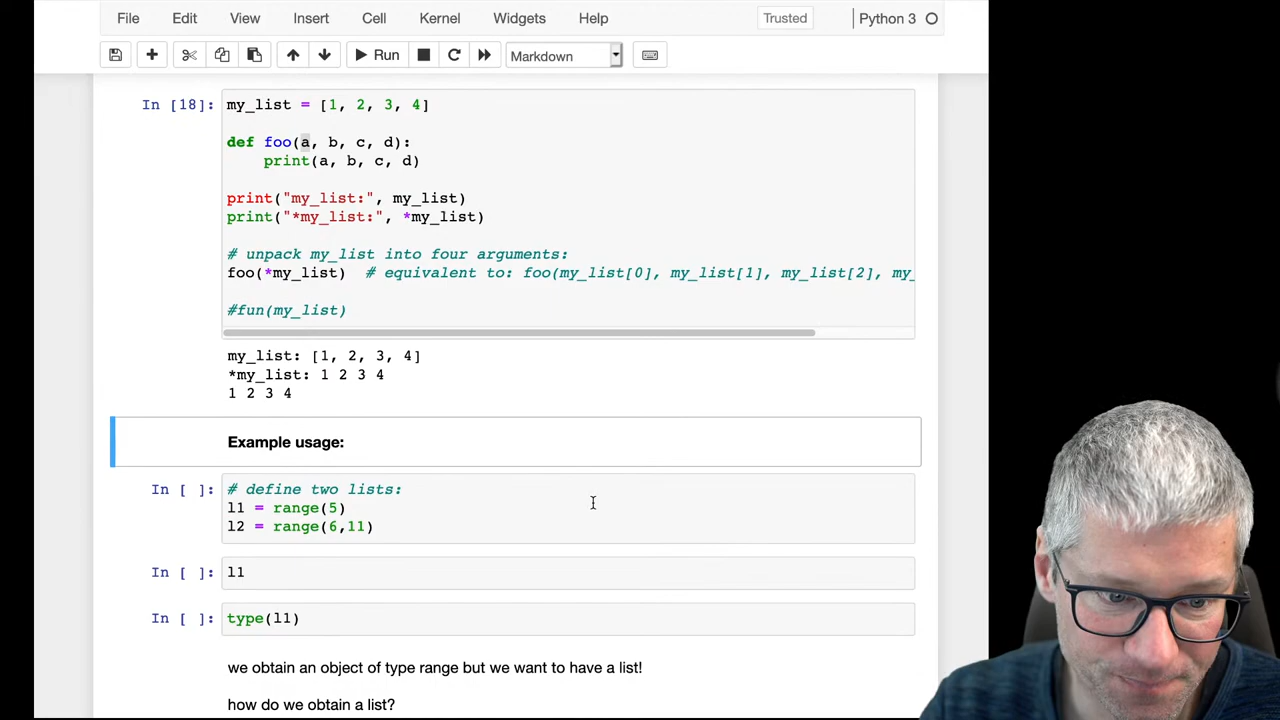 File Edit View Insert Cell Kernel Widgets Help Trusted Python 3
Run Markdown
In [18]: my_list = [1, 2, 3, 4]
def foo(a, b, c, d):
print(a, b, c, d)
print("my_list:", my_list)
print("*my_list:", *my_list)
# unpack my_list into four arguments:
foo(*my_list) # equivalent to: foo(my_list[0], my_list[1], my_list[2], my_
#fun(my_list)
my_list: [1, 2, 3, 4]
*my_list: 1 2 3 4
1 2 3 4
Example usage:
In [ ]: # define two lists:
l1 = range(5)
l2 = range(6,11)
In [ ]: l1
In [ ]: type(l1)
we obtain an object of type range but we want to have a list!
how do we obtain a list?